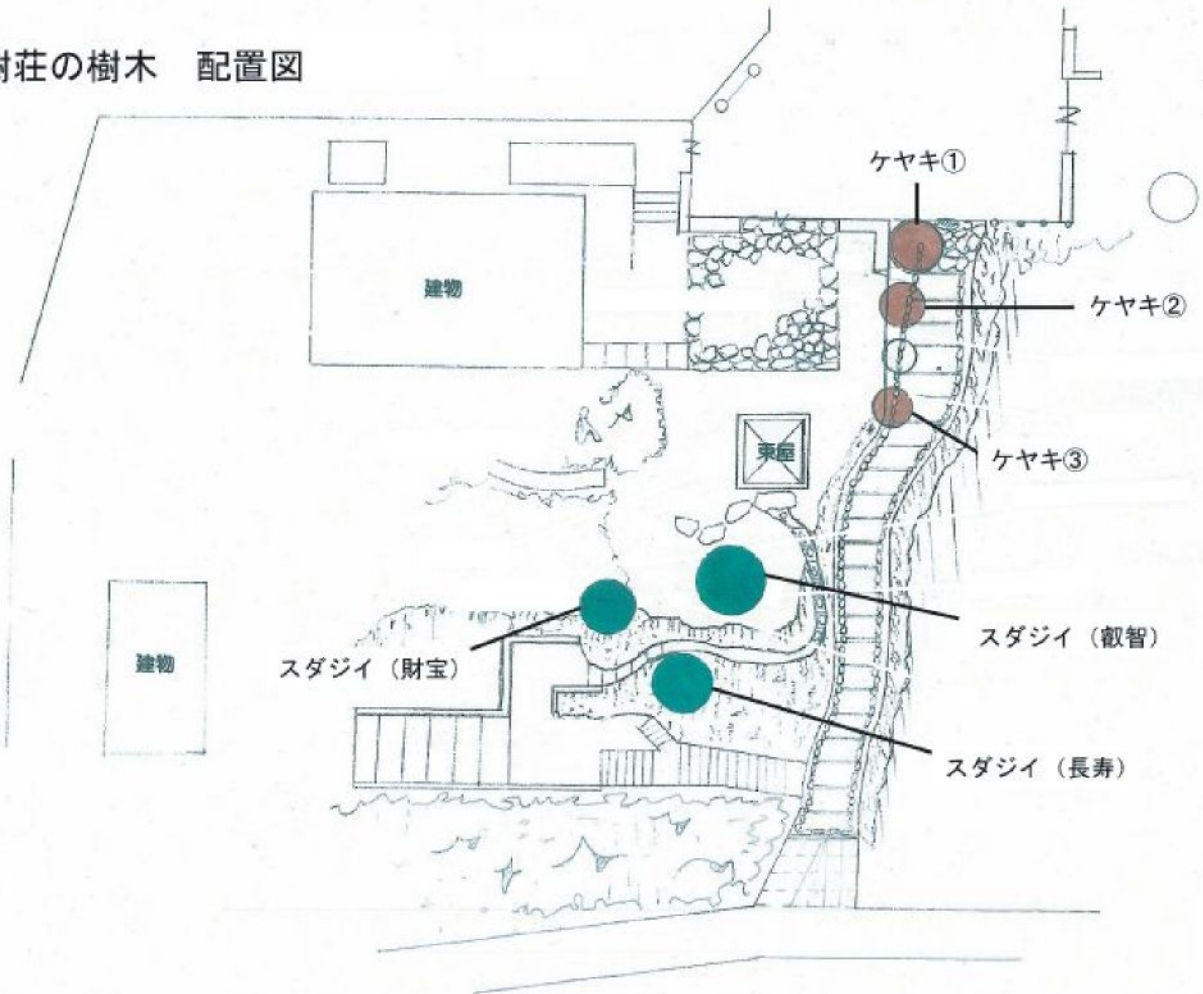 樹荘の樹木 配置図
ケヤキ①
建物
ケヤキ②
東屋
ケヤキ③
スダジイ（叡智）
スダジイ（財宝）
建物
スダジイ（長寿）